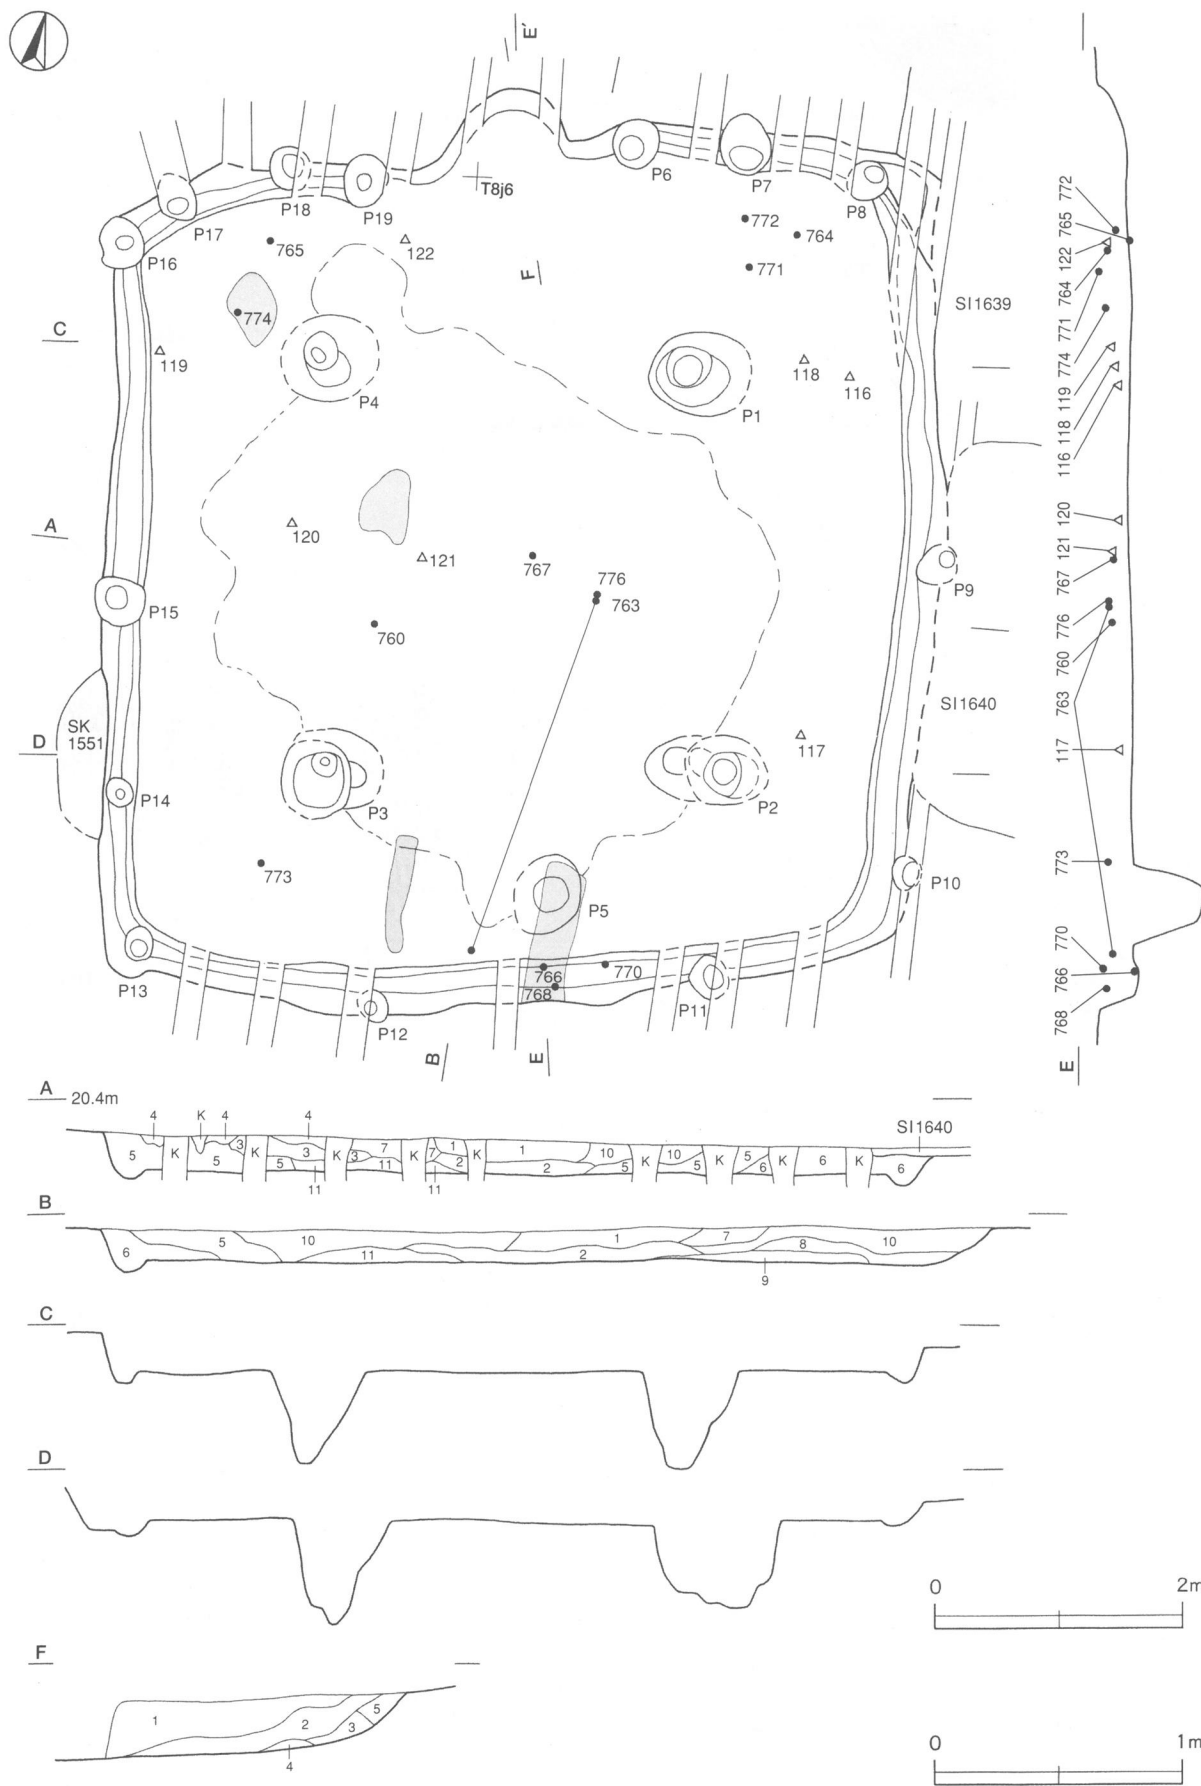 E'
P6
P7
P8
T8j6
P18
P19
P17
P16
765
122
772
764
771
F
SI1639
C
774
119
P4
118
116
P1
A
120
121
767
776
763
P9
P15
760
SK
1551
D
SI1640
117
P14
P3
P2
773
P5
P10
766
770
768
P13
P12
P11
B
E
772
765
122
764
771
774
119
118
116
120
121
767
776
760
763
117
773
770
766
768
E
A
20.4m
SI1640
4 K 4 4
5 K 5 3 K 3 5 11 K 3 7 11 K 7 1 2 11 K 1 2 10 5 K 10 5 K 5 6 K 6 K 6
B
6 5 10 11 1 2 7 8 10 9
C
D
0 2m
F
1 2 3 5 4
0 1m